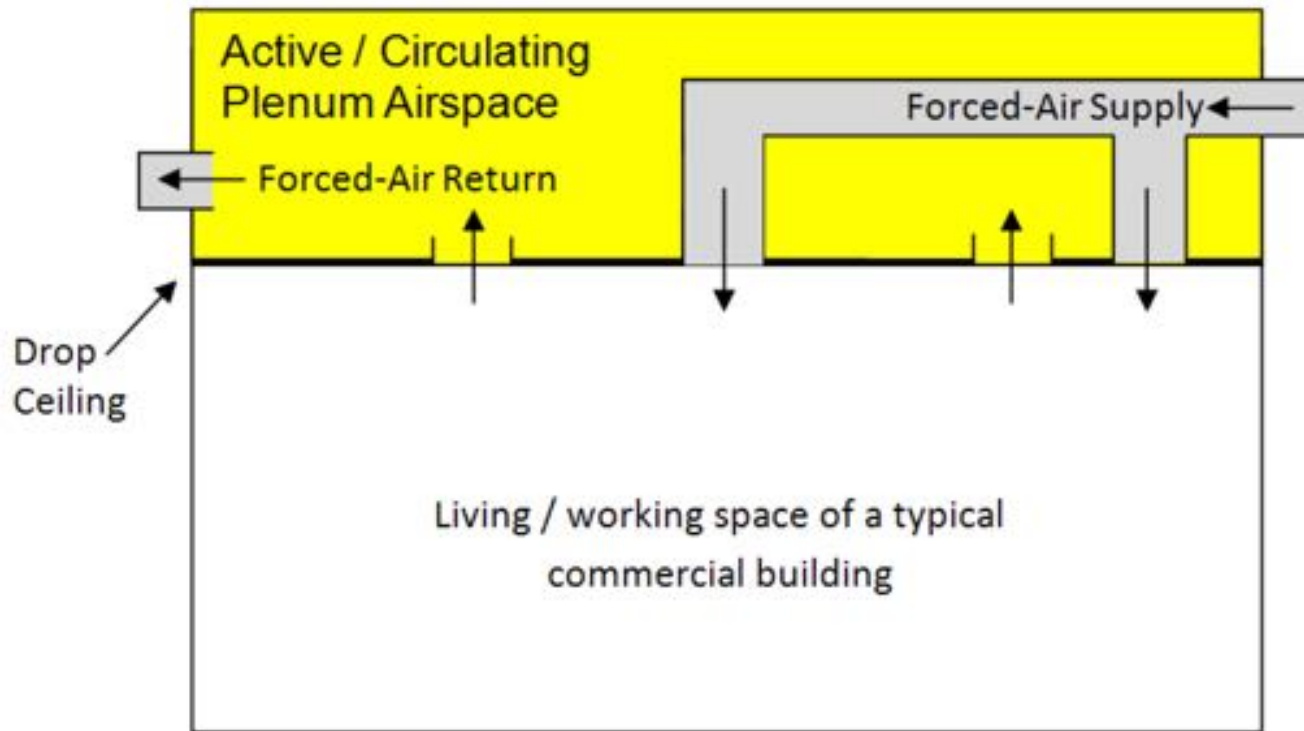 Active / Circulating
Plenum Airspace
Forced-Air Supply
Forced-Air Return
Drop
Ceiling
Living / working space of a typical
commercial building